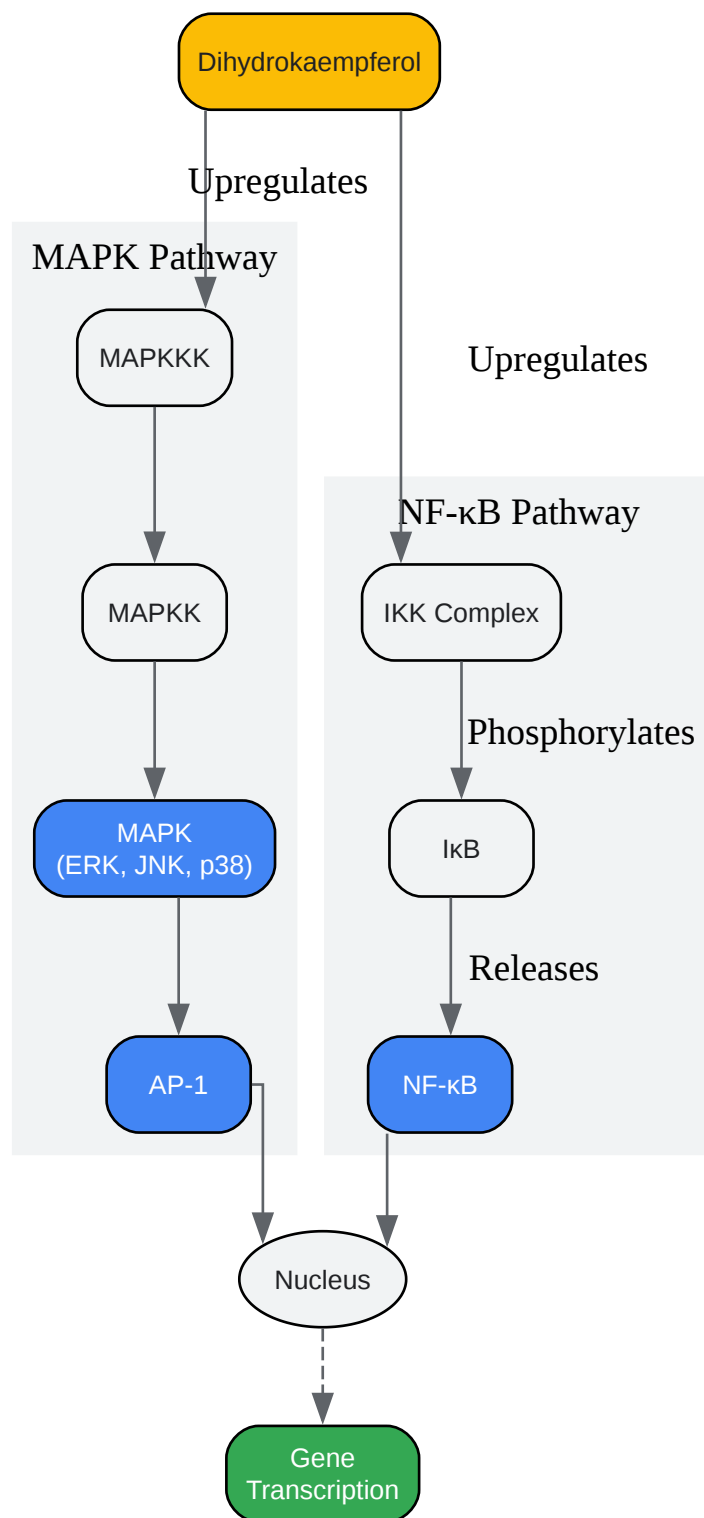 Dihydrokaempferol
Upregulates
MAPK Pathway
MAPKKK
Upregulates
NF-κB Pathway
MAPKK
IKK Complex
Phosphorylates
MAPK
(ERK, JNK, p38)
IκB
Releases
AP-1
NF-κB
Nucleus
Gene
Transcription